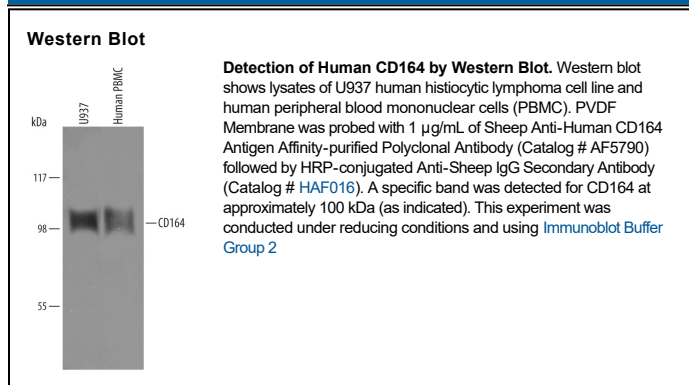 Western Blot
U937
Human PBMC
kDa
117
98
CD164
55
Detection of Human CD164 by Western Blot. Western blot
shows lysates of U937 human histiocytic lymphoma cell line and
human peripheral blood mononuclear cells (PBMC). PVDF
Membrane was probed with 1 µg/mL of Sheep Anti-Human CD164
Antigen Affinity-purified Polyclonal Antibody (Catalog # AF5790)
followed by HRP-conjugated Anti-Sheep IgG Secondary Antibody
(Catalog # HAF016). A specific band was detected for CD164 at
approximately 100 kDa (as indicated). This experiment was
conducted under reducing conditions and using Immunoblot Buffer
Group 2